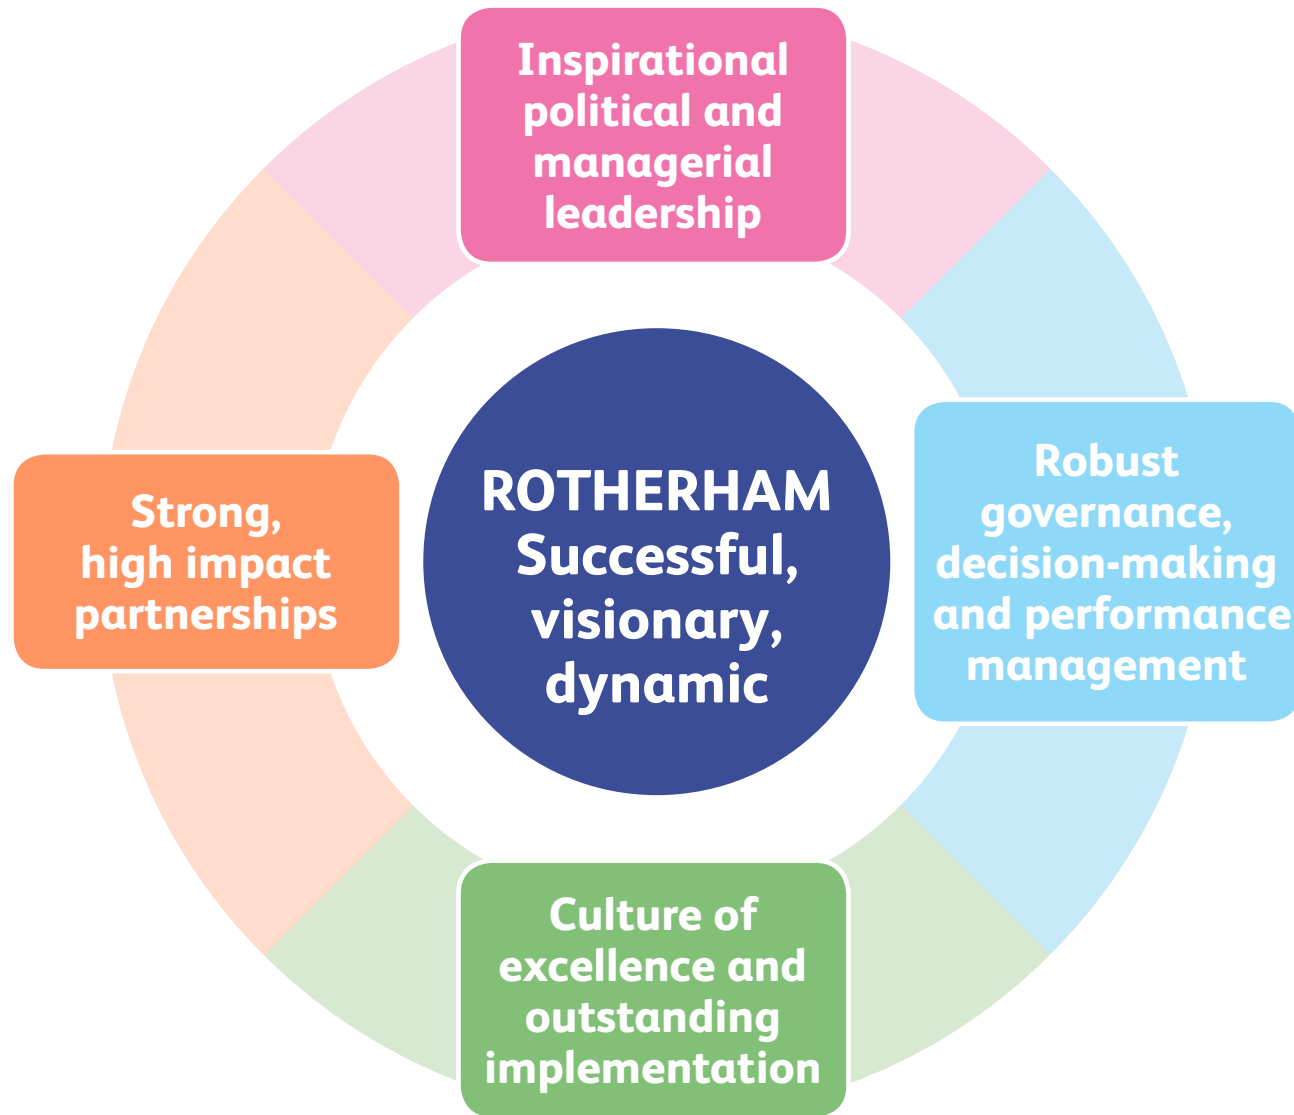 Inspirational
political and
managerial
leadership
Robust
governance,
decision-making
and performance
management
ROTHERHAM
Successful,
visionary,
dynamic
Strong,
high impact
partnerships
Culture of
excellence and
outstanding
implementation